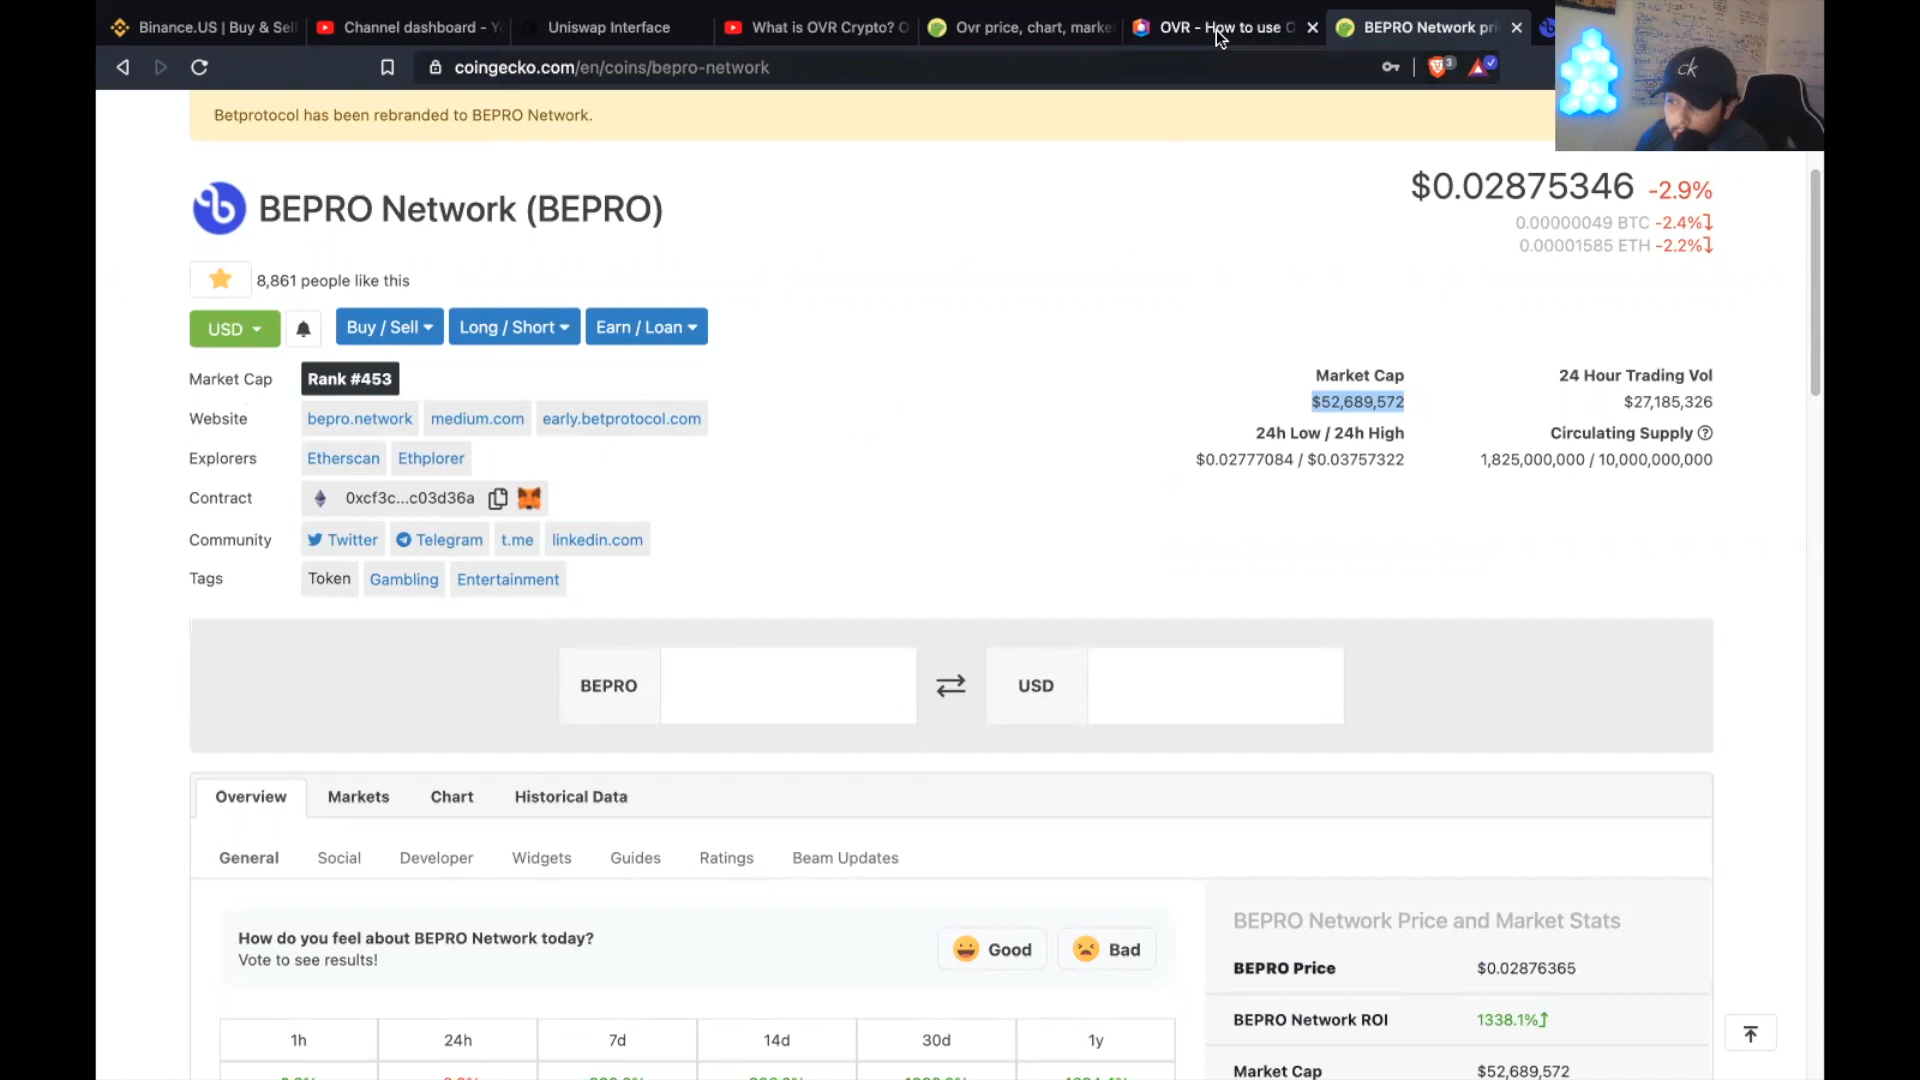 Binance.US | Buy & Sell
Channel dashboard - Y
Uniswap Interface
What is OVR Crypto? O
Ovr price, chart, marke
OVR - How to use O
BEPRO Network pri
coingecko.com/en/coins/bepro-network
3
ck
Betprotocol has been rebranded to BEPRO Network.
BEPRO Network (BEPRO)
$0.02875346 -2.9%
0.00000049 BTC -2.4%
0.00001585 ETH -2.2%
8,861 people like this
USD
Buy / Sell
Long / Short
Earn / Loan
Market Cap Rank #453
Website bepro.network medium.com early.betprotocol.com
Explorers Etherscan Ethplorer
Contract 0xcf3c...c03d36a
Community Twitter Telegram t.me linkedin.com
Tags Token Gambling Entertainment
Market Cap
$52,689,572
24 Hour Trading Vol
$27,185,326
24h Low / 24h High
$0.02777084 / $0.03757322
Circulating Supply
1,825,000,000 / 10,000,000,000
BEPRO
USD
Overview Markets Chart Historical Data
General Social Developer Widgets Guides Ratings Beam Updates
How do you feel about BEPRO Network today?
Vote to see results!
Good
Bad
1h 24h 7d 14d 30d 1y
BEPRO Network Price and Market Stats
BEPRO Price $0.02876365
BEPRO Network ROI 1338.1%
Market Cap $52,689,572